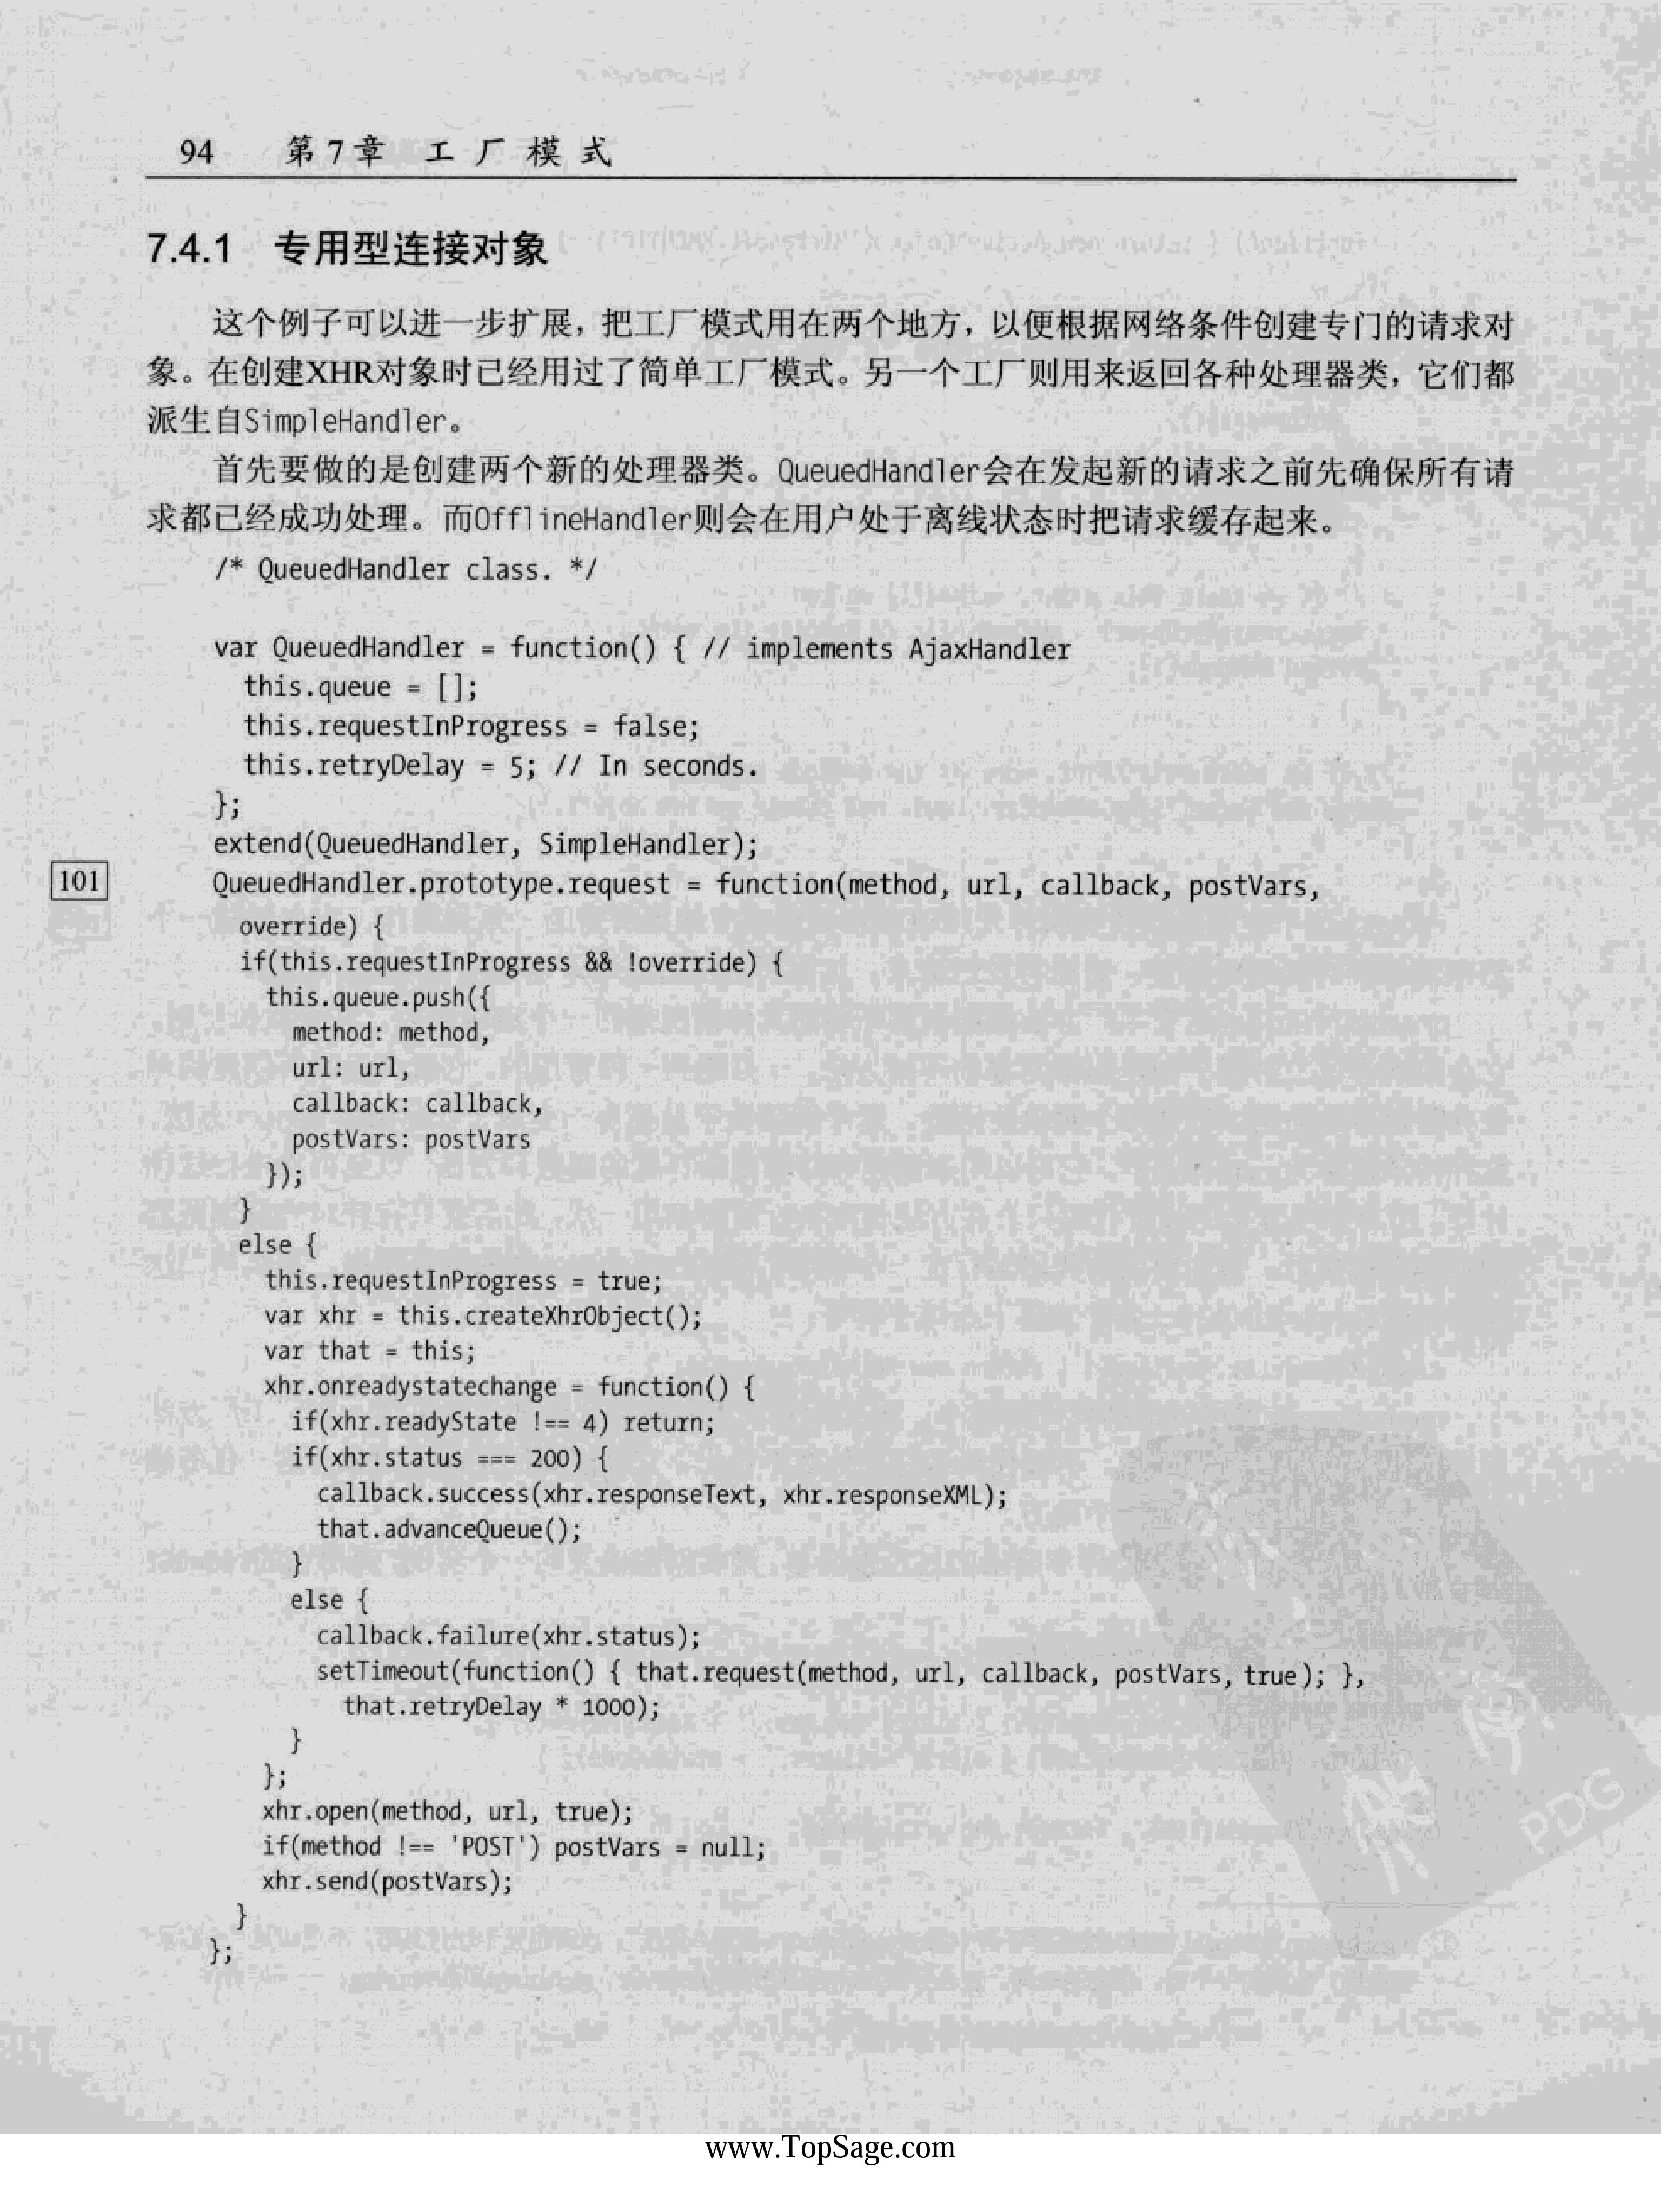 94 第7章 工厂模式
7.4.1 专用型连接对象
这个例子可以进一步扩展，把工厂模式用在两个地方，以便根据网络条件创建专门的请求对
象。在创建XHR对象时已经用过了简单工厂模式。另一个工厂则用来返回各种处理器类，它们都
派生自SimpleHandler。
首先要做的是创建两个新的处理器类。QueuedHandler会在发起新的请求之前先确保所有请
求都已经成功处理。而OfflineHandler则会在用户处于离线状态时把请求缓存起来。
/* QueuedHandler class. */
var QueuedHandler = function() { // implements AjaxHandler
  this.queue = [];
  this.requestInProgress = false;
  this.retryDelay = 5; // In seconds.
};
extend(QueuedHandler, SimpleHandler);
101
QueuedHandler.prototype.request = function(method, url, callback, postVars,
  override) {
  if(this.requestInProgress && !override) {
    this.queue.push({
      method: method,
      url: url,
      callback: callback,
      postVars: postVars
    });
  }
  else {
    this.requestInProgress = true;
    var xhr = this.createXhrObject();
    var that = this;
    xhr.onreadystatechange = function() {
      if(xhr.readyState !== 4) return;
      if(xhr.status === 200) {
        callback.success(xhr.responseText, xhr.responseXML);
        that.advanceQueue();
      }
      else {
        callback.failure(xhr.status);
        setTimeout(function() { that.request(method, url, callback, postVars, true); },
          that.retryDelay * 1000);
      }
    };
    xhr.open(method, url, true);
    if(method !== 'POST') postVars = null;
    xhr.send(postVars);
  }
};
PDG
www.TopSage.com